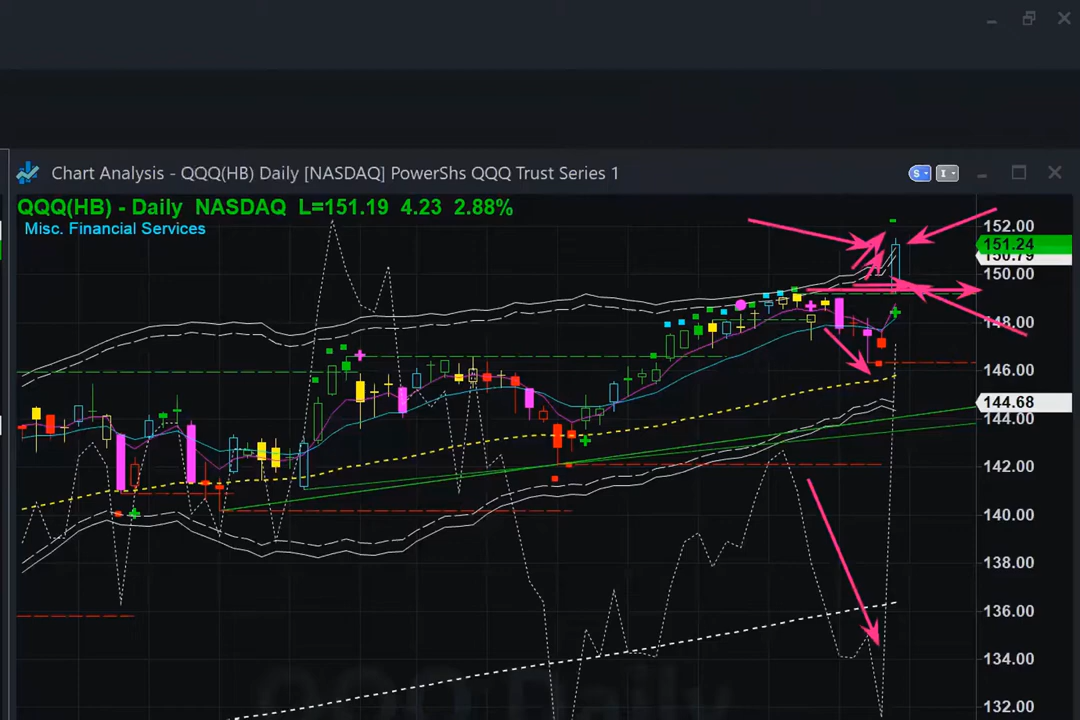 Chart Analysis - QQQ(HB) Daily [NASDAQ] PowerShs QQQ Trust Series 1
S
I
QQQ(HB) - Daily NASDAQ L=151.19 4.23 2.88%
Misc. Financial Services
152.00
151.24
150.79
150.00
148.00
146.00
144.68
144.00
142.00
140.00
138.00
136.00
134.00
132.00
QQQ Daily